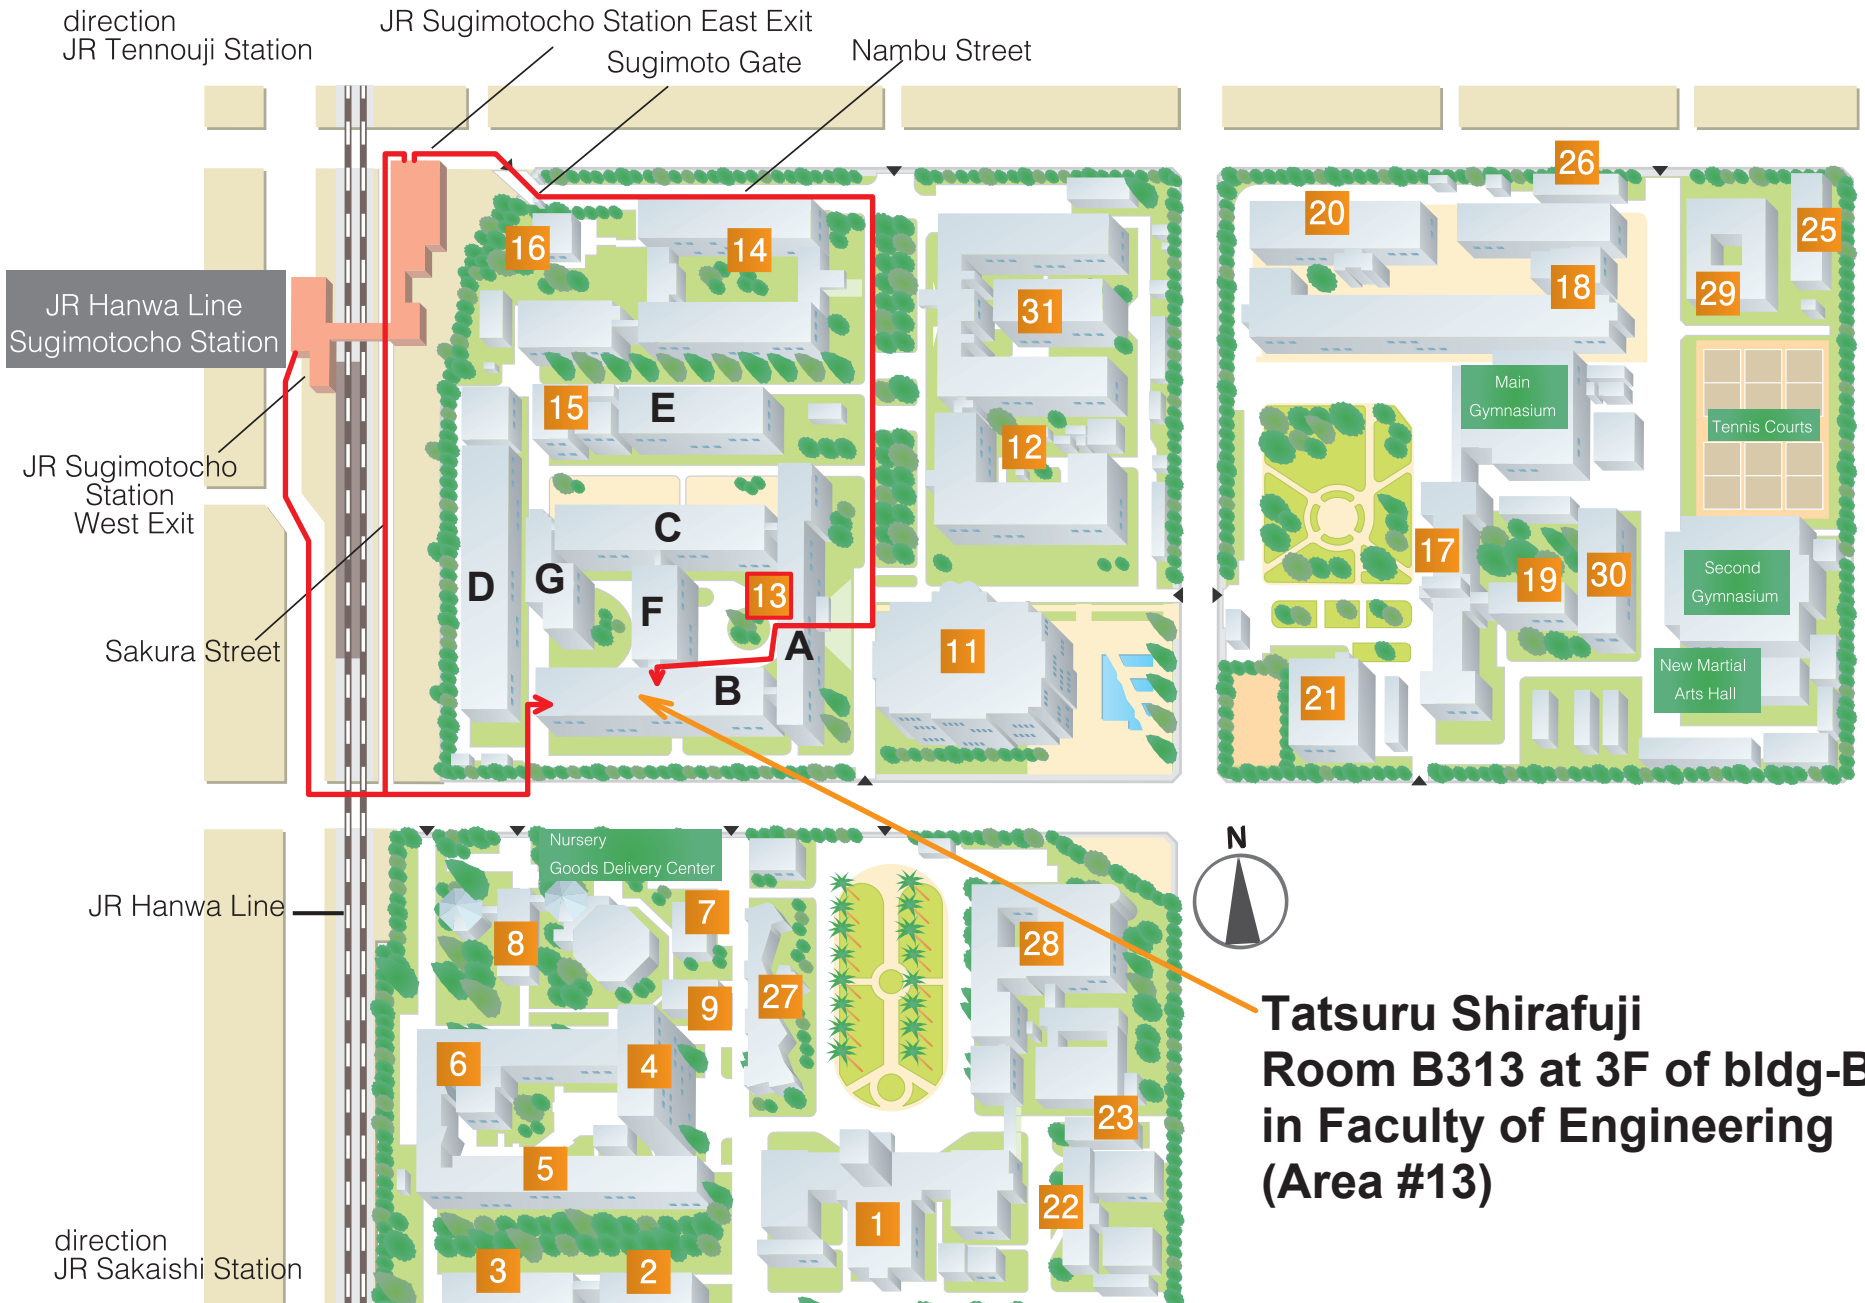 direction
JR Tennouji Station
JR Sugimotocho Station East Exit
Sugimoto Gate
Nambu Street
26
20
25
16
14
18
29
31
JR Hanwa Line
Sugimotocho Station
Main
Gymnasium
15
E
Tennis Courts
12
JR Sugimotocho
Station
West Exit
C
17
D
G
F
13
19
30
Second
Gymnasium
Sakura Street
A
11
B
21
New Martial
Arts Hall
N
Nursery
Goods Delivery Center
JR Hanwa Line
7
8
28
27
9
Tatsuru Shirafuji
Room B313 at 3F of bldg-B
in Faculty of Engineering
(Area #13)
6
4
23
5
22
1
direction
JR Sakaishi Station
3
2